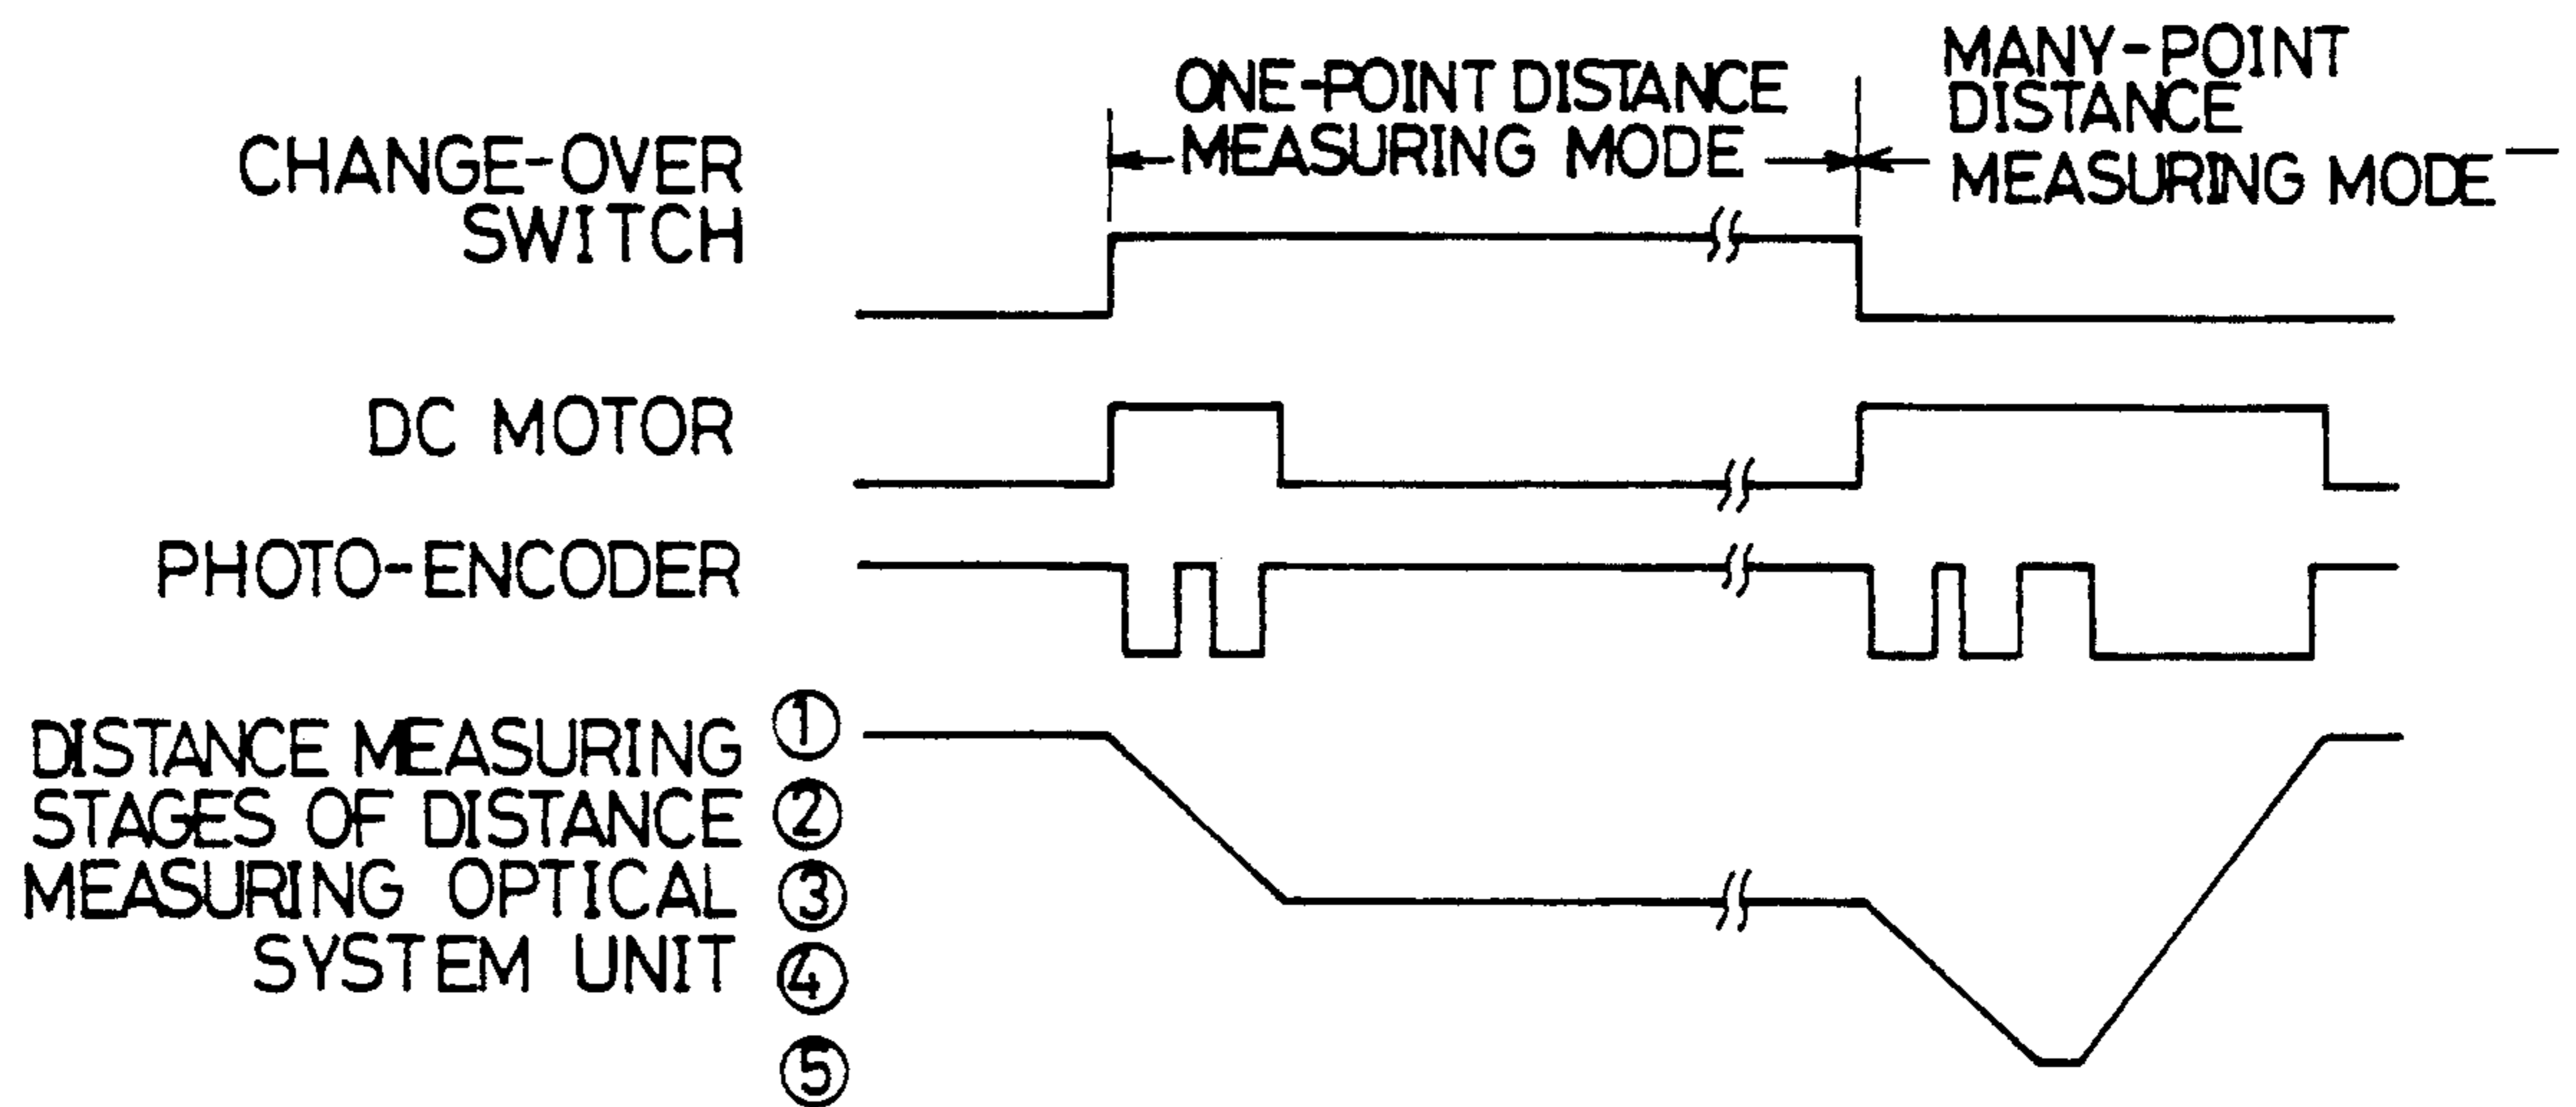 ONE-POINT DISTANCE
MEASURING MODE
MANY-POINT
DISTANCE
MEASURING MODE
CHANGE-OVER
SWITCH
DC MOTOR
PHOTO-ENCODER
DISTANCE MEASURING
STAGES OF DISTANCE
MEASURING OPTICAL
SYSTEM UNIT
①
②
③
④
⑤